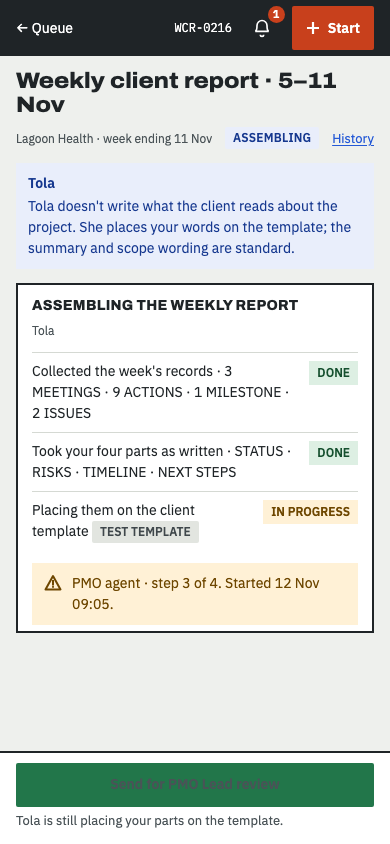 ← Queue
WCR-0216
1
+ Start
Weekly client report · 5–11
Nov
Lagoon Health · week ending 11 Nov
ASSEMBLING
History
Tola
Tola doesn't write what the client reads about the
project. She places your words on the template; the
summary and scope wording are standard.
ASSEMBLING THE WEEKLY REPORT
Tola
Collected the week's records · 3
MEETINGS · 9 ACTIONS · 1 MILESTONE ·
2 ISSUES
DONE
Took your four parts as written · STATUS ·
RISKS · TIMELINE · NEXT STEPS
DONE
Placing them on the client
template TEST TEMPLATE
IN PROGRESS
PMO agent · step 3 of 4. Started 12 Nov
09:05.
Send for PMG Lead review
Tola is still placing your parts on the template.